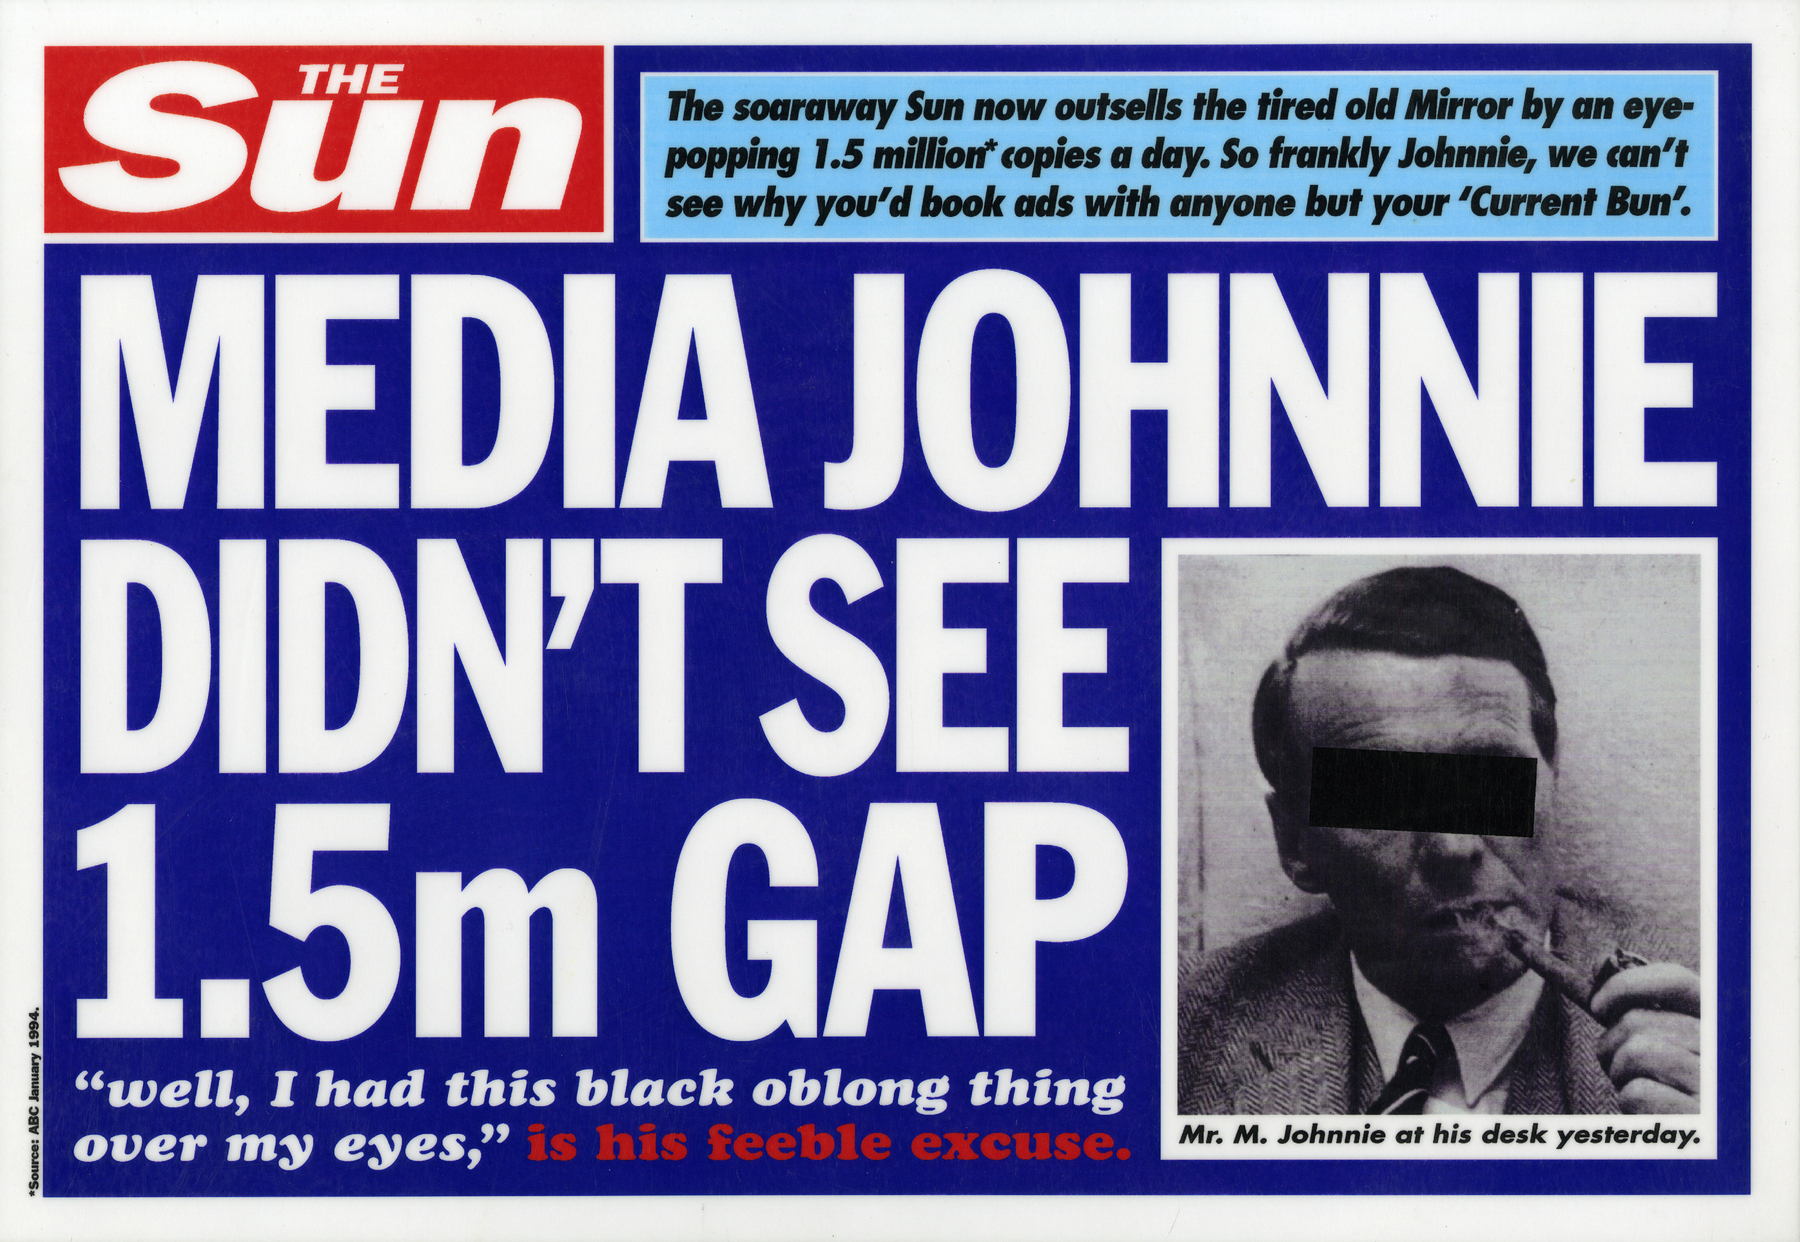 THE
Sun
The soaraway Sun now outsells the tired old Mirror by an eye-
popping 1.5 million* copies a day. So frankly Johnnie, we can't
see why you'd book ads with anyone but your 'Current Bun'.
MEDIA JOHNNIE
DIDN'T SEE
1.5m GAP
"well, I had this black oblong thing
over my eyes," is his feeble excuse.
Mr. M. Johnnie at his desk yesterday.
*Source: ABC January 1994.